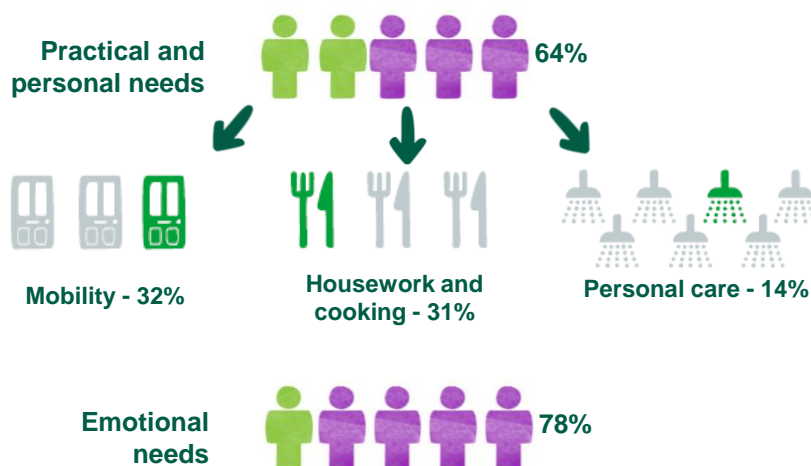 Practical and
personal needs
64%
Mobility - 32%
Housework and
cooking - 31%
Personal care - 14%
Emotional
needs
78%